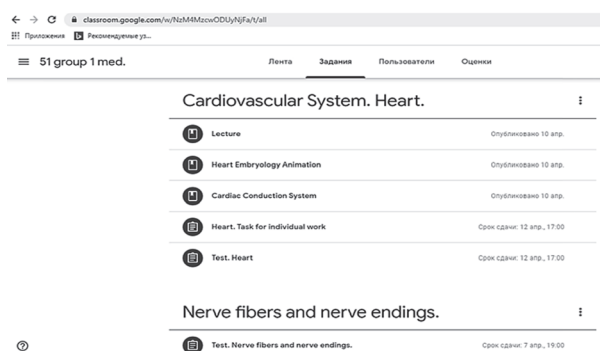 classroom.google.com/w/NzM4MzcwODUyNjFa/t/all
Приложения Рекомендуемые уз...
51 group 1 med. Лента Задания Пользователи Оценки
Cardiovascular System. Heart.
Lecture Опубликовано 10 апр.
Heart Embryology Animation Опубликовано 10 апр.
Cardiac Conduction System Опубликовано 10 апр.
Heart. Task for individual work Срок сдачи: 12 апр., 17:00
Test. Heart Срок сдачи: 12 апр., 17:00
Nerve fibers and nerve endings.
Test. Nerve fibers and nerve endings. Срок сдачи: 7 апр., 19:00